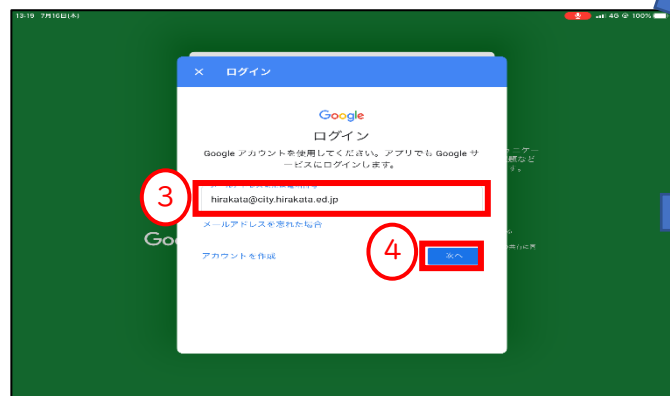 13:19 7月16日(木)
4G 100%
× ログイン
Google
ログイン
Google アカウントを使用してください。アプリでも Google サ
ービスにログインします。
③
hirakata@city.hirakata.ed.jp
メールアドレスを忘れた場合
Goo
④
アカウントを作成
次へ